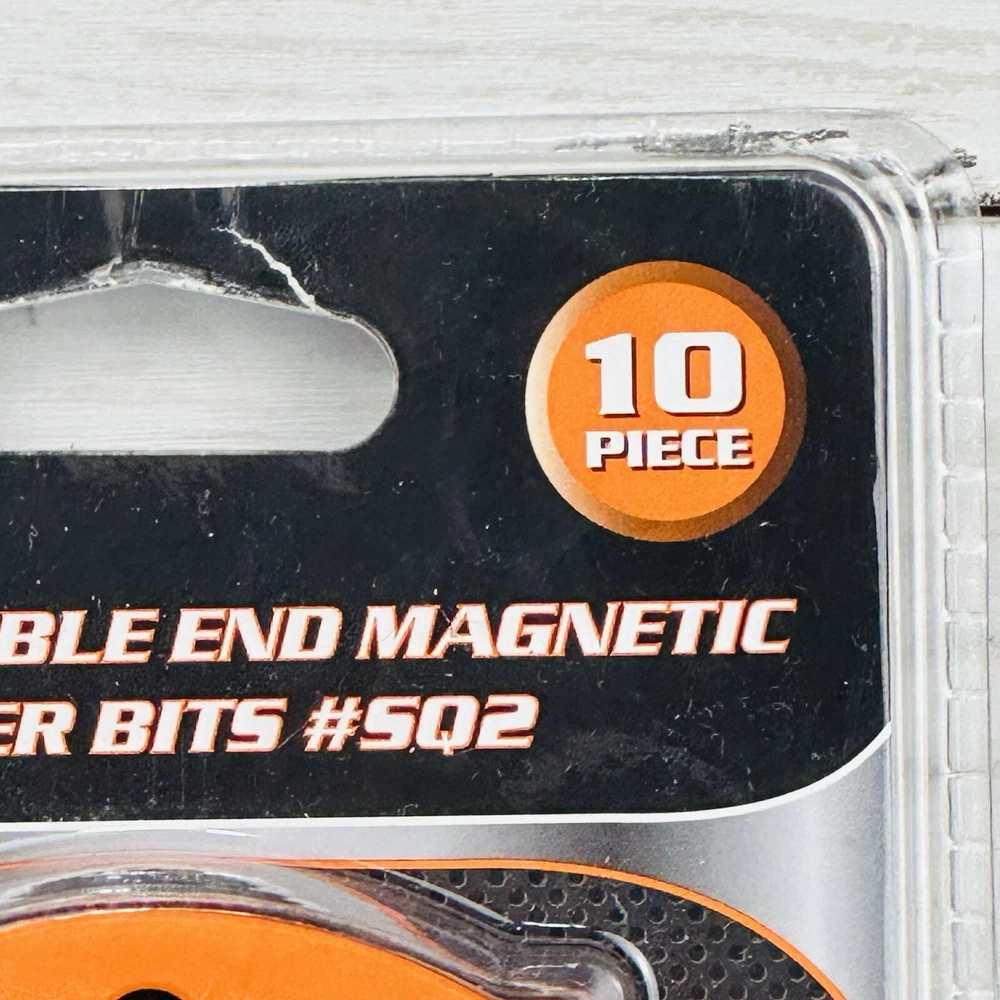 10
PIECE
BLE END MAGNETIC
ER BITS #SQ2